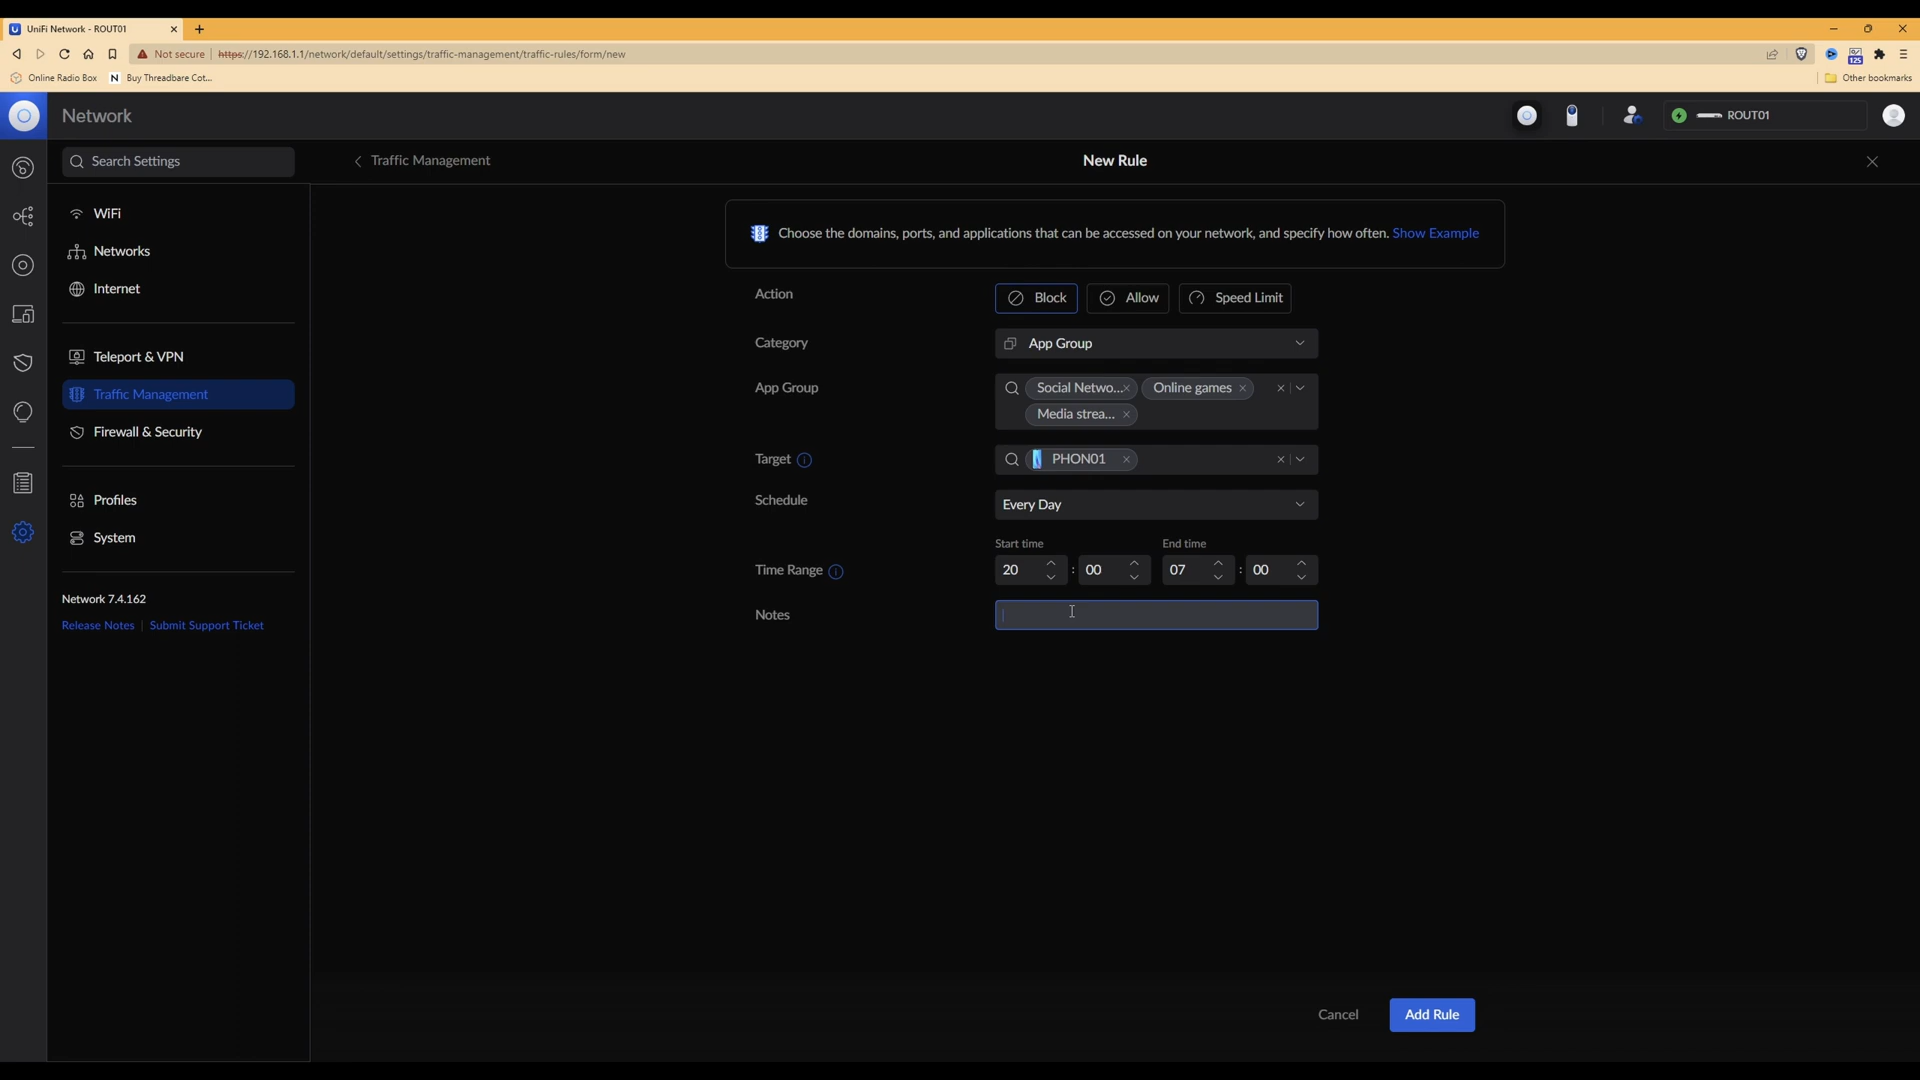 UniFi Network - ROUT01
Not secure https://192.168.1.1/network/default/settings/traffic-management/traffic-rules/form/new
125
Online Radio Box
N Buy Threadbare Cot...
Other bookmarks
Network
ROUT01
Search Settings
Traffic Management
New Rule
WiFi
Networks
Internet
Teleport & VPN
Traffic Management
Firewall & Security
Profiles
System
Network 7.4.162
Release Notes | Submit Support Ticket
Choose the domains, ports, and applications that can be accessed on your network, and specify how often. Show Example
Action
Block
Allow
Speed Limit
Category
App Group
App Group
Social Netwo...
Online games
Media strea...
Target
PHON01
Schedule
Every Day
Start time
End time
Time Range
20 : 00
07 : 00
Notes
Cancel
Add Rule